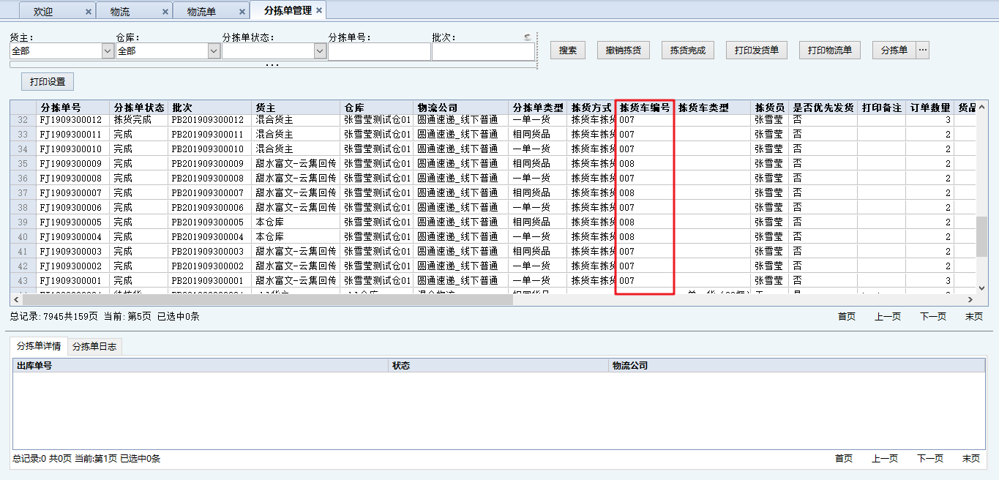 欢迎 × 物流 × 物流单 × 分拣单管理 ×
货主: 仓库: 分拣单状态: 分拣单号: 批次:
全部 全部 搜索 撤销拣货 拣货完成 打印发货单 打印物流单 分拣单 ...
...
打印设置
分拣单号 分拣单状态 批次 货主 仓库 物流公司 分拣单类型 拣货方式 拣货车编号 拣货车类型 拣货员 是否优先发货 打印备注 订单数量 货品
32 FJ1909300012 拣货完成 PB201909300012 混合货主 张雪莹测试仓01 圆通速递_线下普通 一单一货 拣货车拣货 007 张雪莹 否 3
33 FJ1909300011 完成 PB201909300011 混合货主 张雪莹测试仓01 圆通速递_线下普通 相同货品 拣货车拣货 007 张雪莹 否 2
34 FJ1909300010 完成 PB201909300010 混合货主 张雪莹测试仓01 圆通速递_线下普通 一单一货 拣货车拣货 007 张雪莹 否 2
35 FJ1909300009 完成 PB201909300009 甜水富文-云集回传 张雪莹测试仓01 圆通速递_线下普通 相同货品 拣货车拣货 008 张雪莹 否 2
36 FJ1909300008 完成 PB201909300008 甜水富文-云集回传 张雪莹测试仓01 圆通速递_线下普通 一单一货 拣货车拣货 007 张雪莹 否 2
37 FJ1909300007 完成 PB201909300007 甜水富文-云集回传 张雪莹测试仓01 圆通速递_线下普通 相同货品 拣货车拣货 008 张雪莹 否 2
38 FJ1909300006 完成 PB201909300006 甜水富文-云集回传 张雪莹测试仓01 圆通速递_线下普通 一单一货 拣货车拣货 007 张雪莹 否 2
39 FJ1909300005 完成 PB201909300005 本仓库 张雪莹测试仓01 圆通速递_线下普通 相同货品 拣货车拣货 008 张雪莹 否 2
40 FJ1909300004 完成 PB201909300004 本仓库 张雪莹测试仓01 圆通速递_线下普通 一单一货 拣货车拣货 008 张雪莹 否 2
41 FJ1909300003 完成 PB201909300003 甜水富文-云集回传 张雪莹测试仓01 圆通速递_线下普通 相同货品 拣货车拣货 007 张雪莹 否 2
42 FJ1909300002 完成 PB201909300002 甜水富文-云集回传 张雪莹测试仓01 圆通速递_线下普通 一单一货 拣货车拣货 007 张雪莹 否 2
43 FJ1909300001 完成 PB201909300001 甜水富文-云集回传 张雪莹测试仓01 圆通速递_线下普通 一单一货 拣货车拣货 007 张雪莹 否 3
总记录:7945共159页 当前:第5页 已选中0条 首页 上一页 下一页 末页
分拣单详情 分拣单日志
出库单号 状态 物流公司
总记录:0 共0页 当前:第1页 已选中0条 首页 上一页 下一页 末页